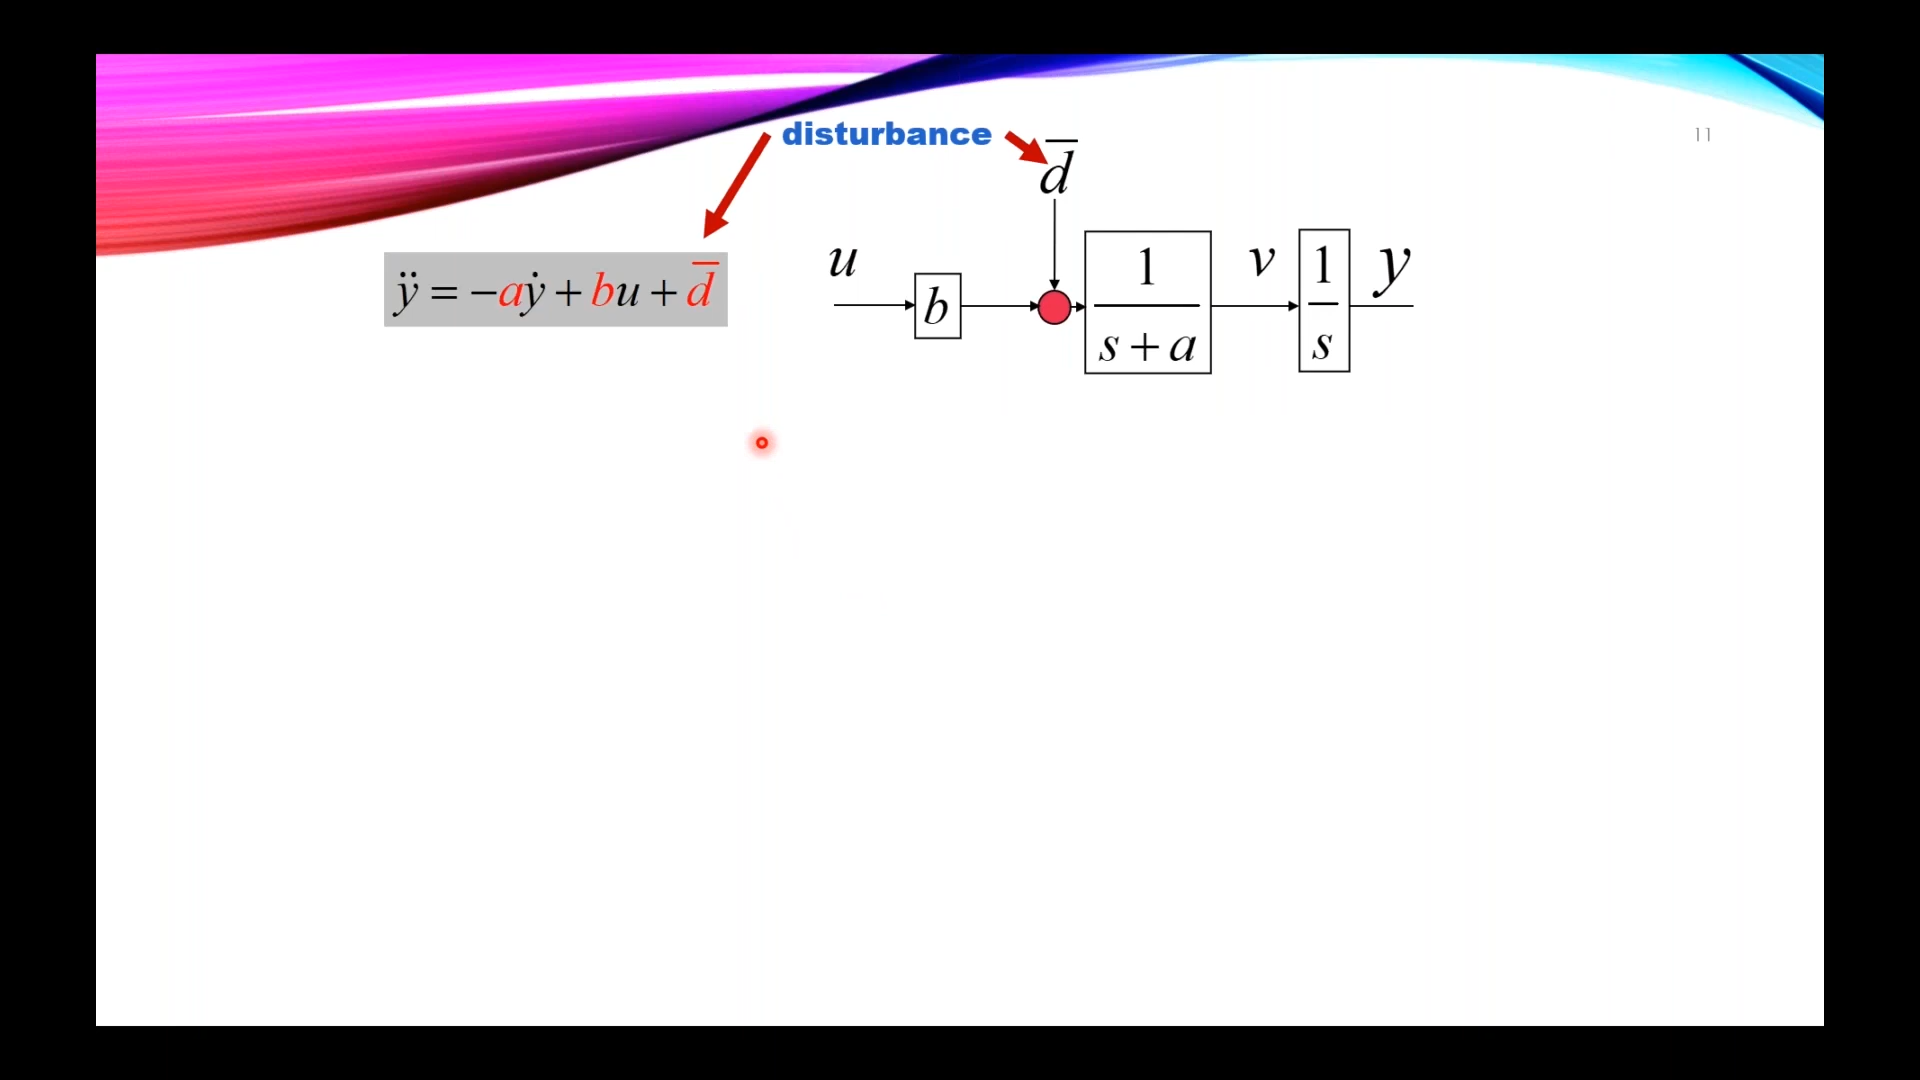 disturbance
11
d̅
ÿ = −aẏ + bu + d̅
u
b
1
s + a
v
1
s
y